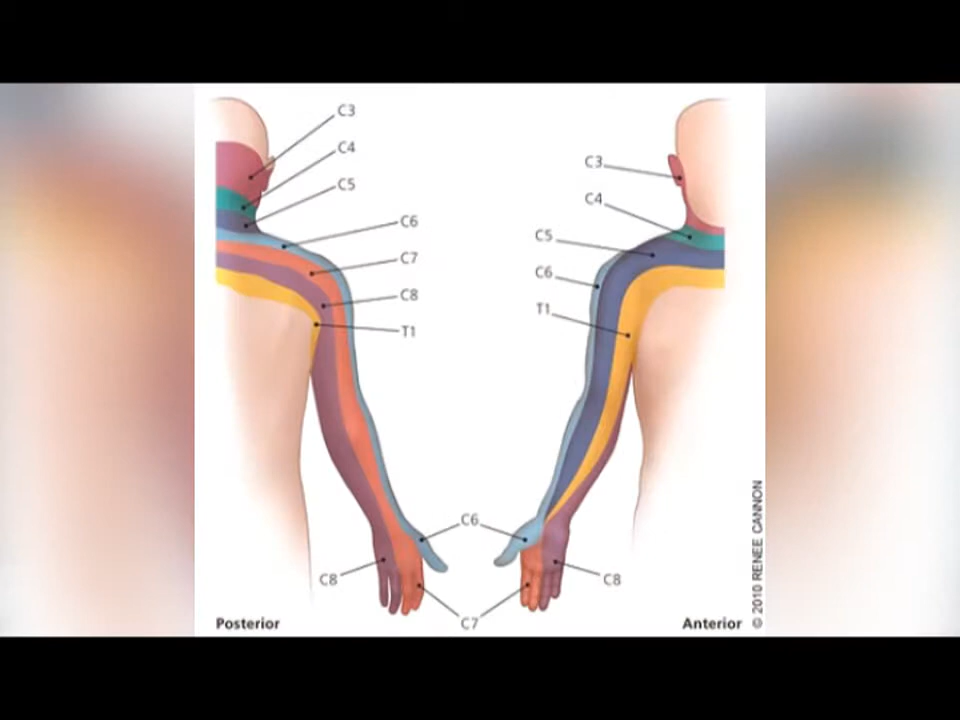 C3
C4
C5
C6
C7
C8
T1
C3
C4
C5
C6
T1
C6
C8
C8
C7
Posterior
Anterior
© 2010 RENEE CANNON